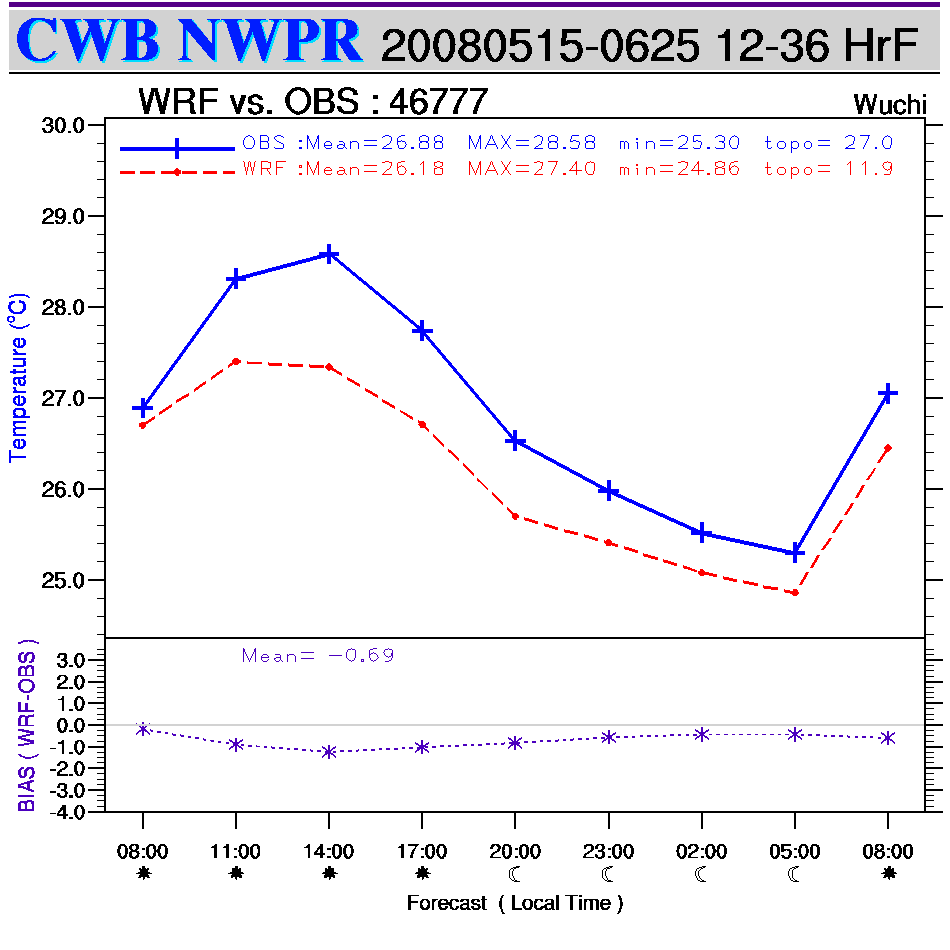 CWB NWPR 20080515-0625 12-36 HrF
WRF vs. OBS : 46777 Wuchi
OBS :Mean=26.88 MAX=28.58 min=25.30 topo= 27.0
WRF :Mean=26.18 MAX=27.40 min=24.86 topo= 11.9
30.0
29.0
28.0
27.0
26.0
25.0
Temperature (°C)
Mean= -0.69
3.0
2.0
1.0
0.0
-1.0
-2.0
-3.0
-4.0
BIAS ( WRF-OBS )
08:00 11:00 14:00 17:00 20:00 23:00 02:00 05:00 08:00
Forecast ( Local Time )